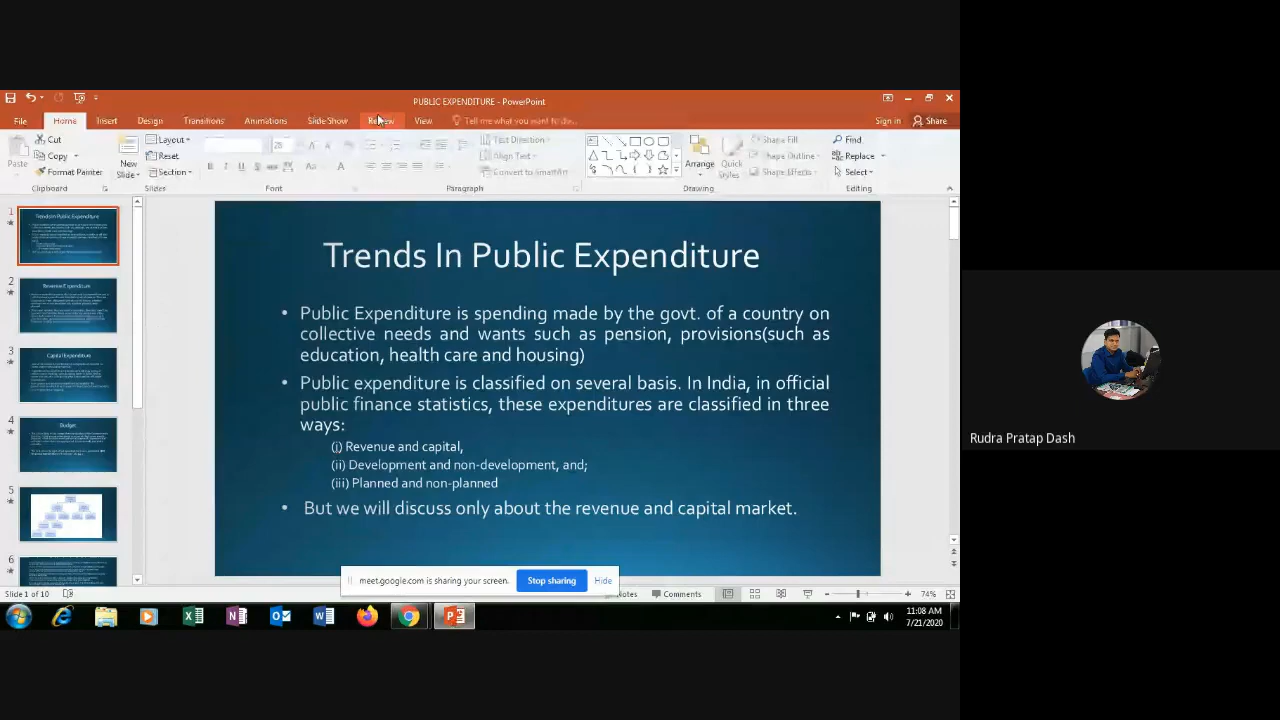 PUBLIC EXPENDITURE - PowerPoint
File Home Insert Design Transitions Animations Slide Show Review View Tell me what you want to do... Sign in Share
Cut
Copy
Format Painter
Paste
Clipboard
New
Slide
Layout
Reset
Section
Slides
28
Font
Text Direction
Align Text
Convert to SmartArt
Paragraph
Arrange
Quick
Styles
Shape Fill
Shape Outline
Shape Effects
Drawing
Find
Replace
Select
Editing
1
Trends In Public Expenditure
2
Revenue Expenditure
3
Capital Expenditure
4
Budget
5
6
Trends In Public Expenditure
• Public Expenditure is spending made by the govt. of a country on
collective needs and wants such as pension, provisions(such as
education, health care and housing)
• Public expenditure is classified on several basis. In India, in official
public finance statistics, these expenditures are classified in three
ways:
(i) Revenue and capital,
(ii) Development and non-development, and;
(iii) Planned and non-planned
• But we will discuss only about the revenue and capital market.
meet.google.com is sharing your screen. Stop sharing Hide
Slide 1 of 10
Comments
74%
11:08 AM
7/21/2020
Rudra Pratap Dash